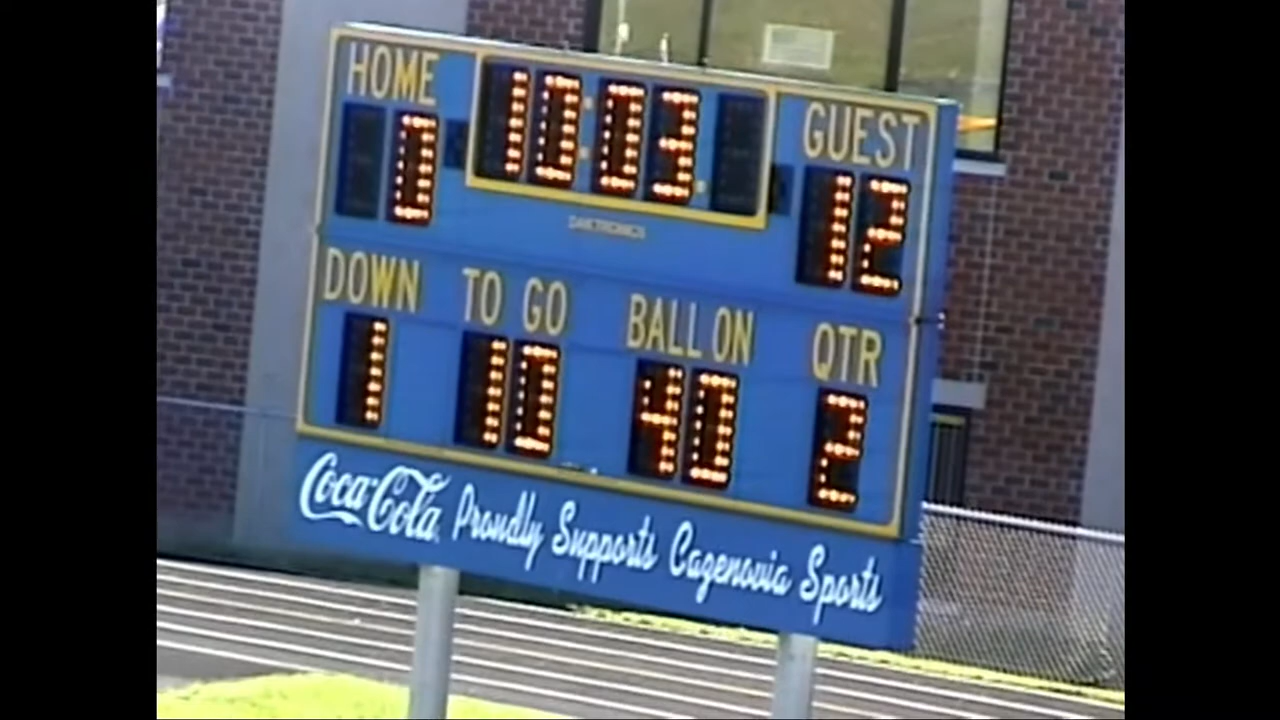 HOME 10:03 GUEST
0 12
DAKTRONICS
DOWN TO GO BALL ON QTR
1 10 40 2
Coca-Cola Proudly Supports Cazenovia Sports